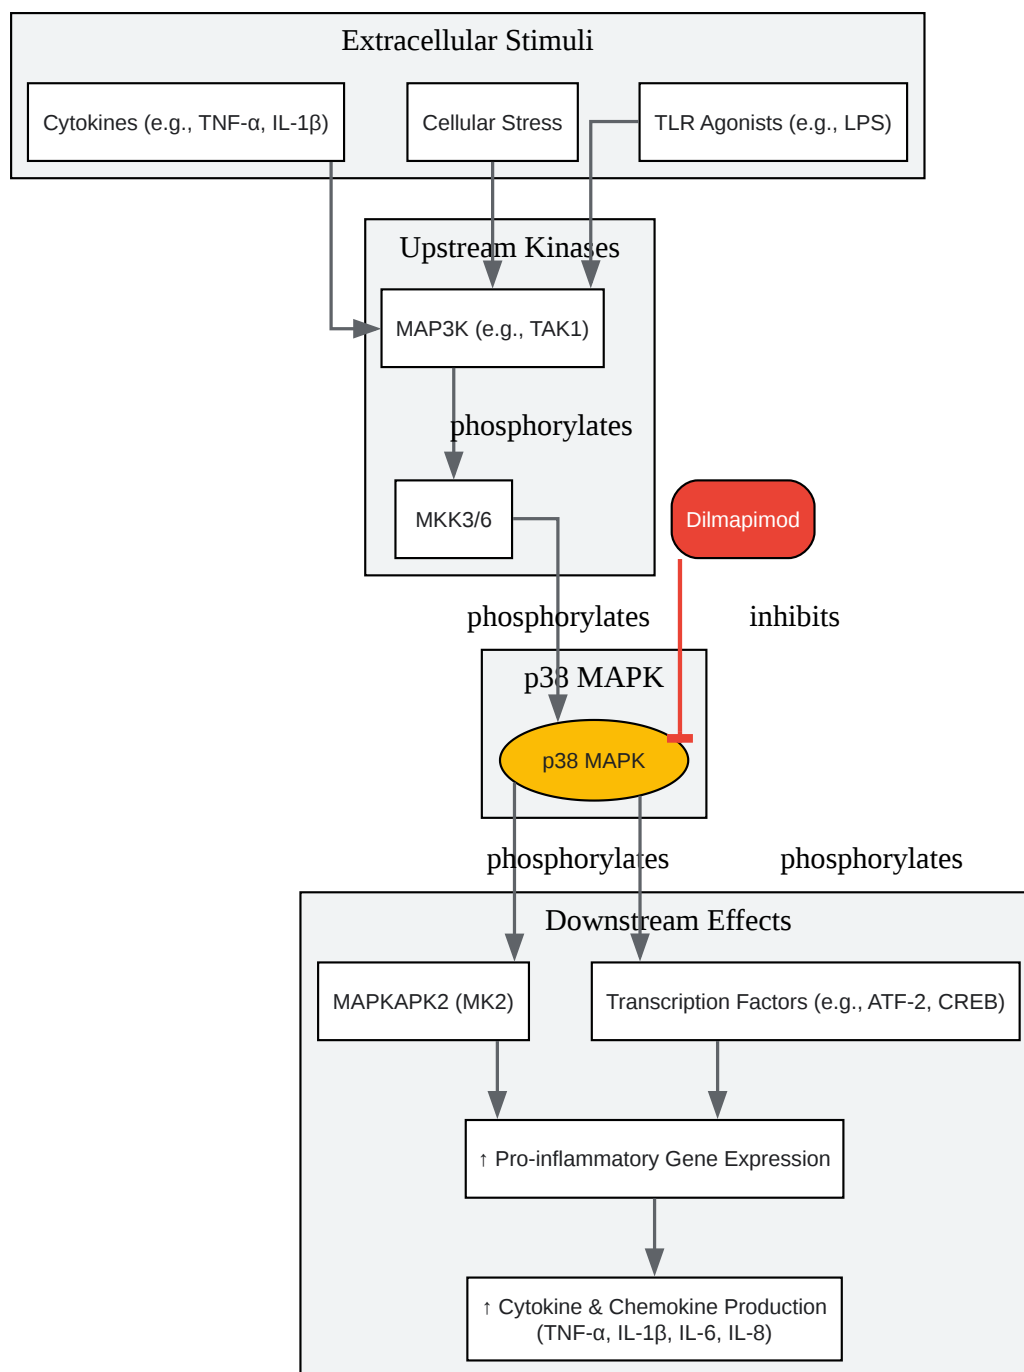 Extracellular Stimuli
Cytokines (e.g., TNF-α, IL-1β)
Cellular Stress
TLR Agonists (e.g., LPS)
Upstream Kinases
MAP3K (e.g., TAK1)
phosphorylates
MKK3/6
Dilmapimod
phosphorylates
inhibits
p38 MAPK
p38 MAPK
phosphorylates
phosphorylates
Downstream Effects
MAPKAPK2 (MK2)
Transcription Factors (e.g., ATF-2, CREB)
↑ Pro-inflammatory Gene Expression
↑ Cytokine & Chemokine Production
(TNF-α, IL-1β, IL-6, IL-8)